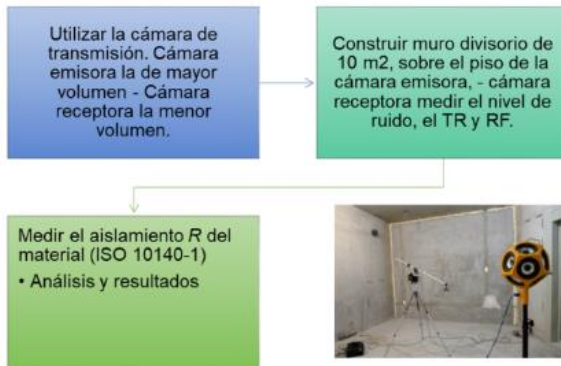 Utilizar la cámara de
transmisión. Cámara
emisora la de mayor
volumen - Cámara
receptora la menor
volumen.
Construir muro divisorio de
10 m2, sobre el piso de la
cámara emisora, - cámara
receptora medir el nivel de
ruido, el TR y RF.
Medir el aislamiento R del
material (ISO 10140-1)
• Análisis y resultados